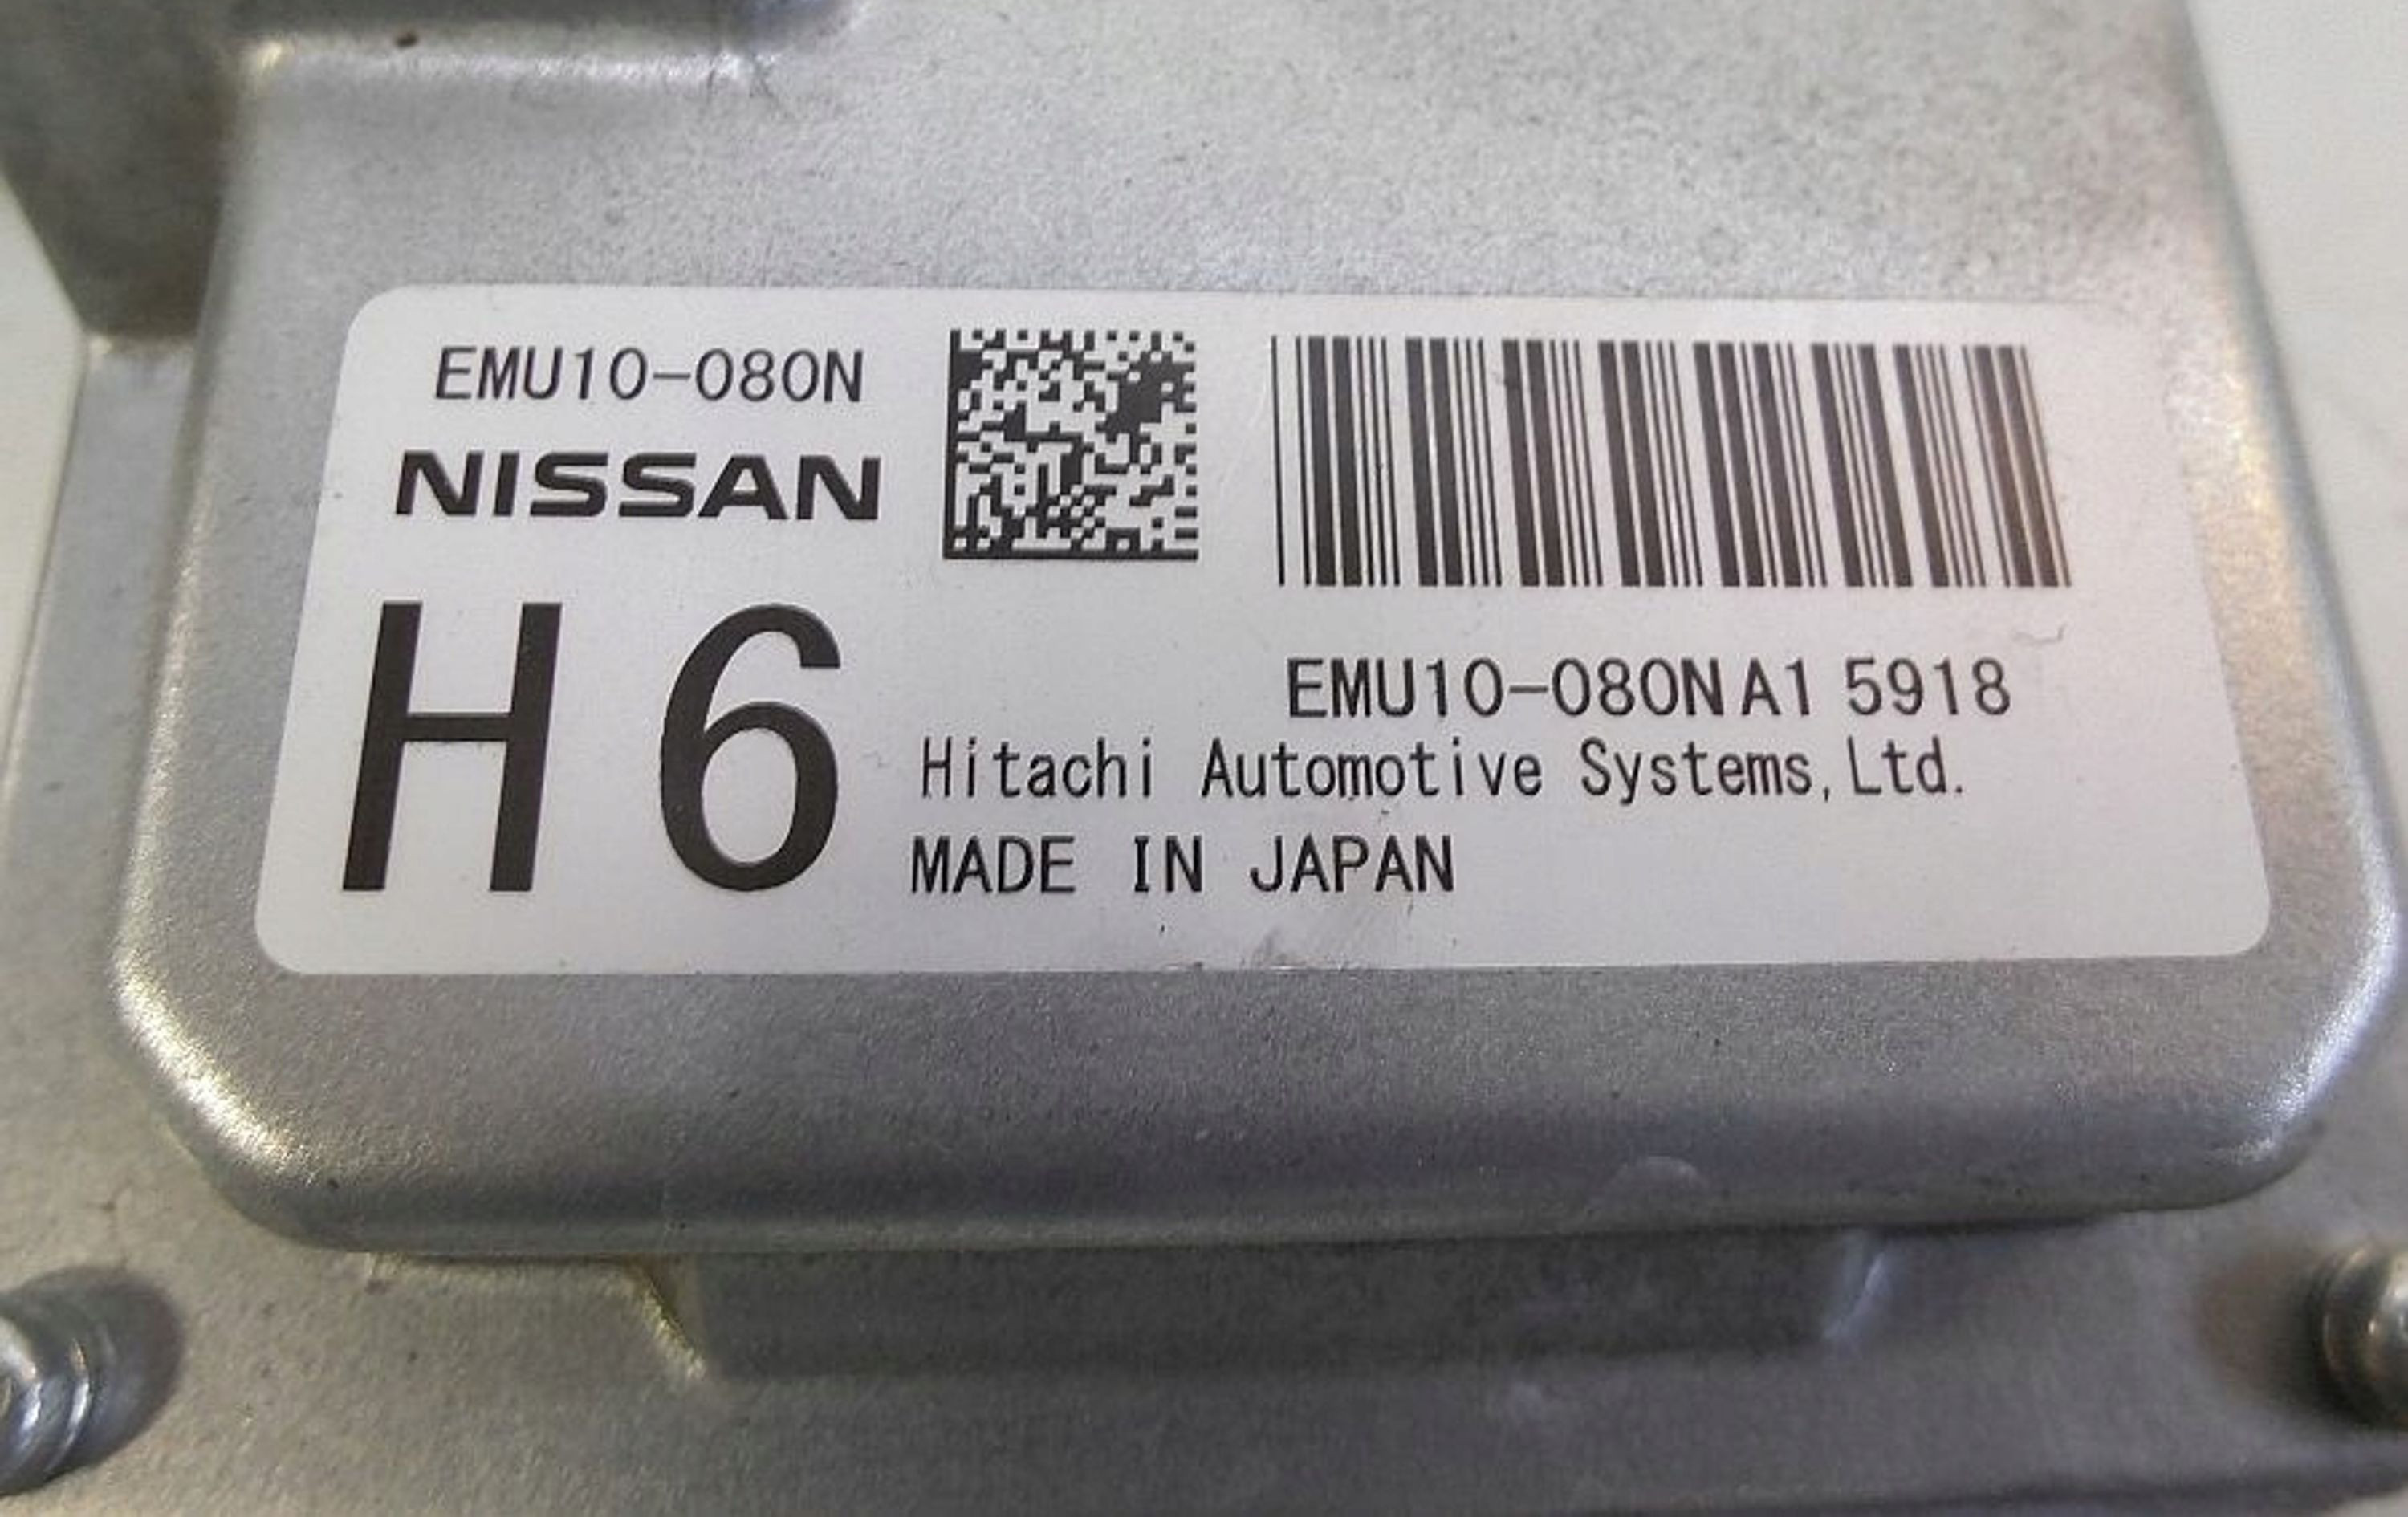 EMU10-080N
NISSAN
H6
EMU10-080NA1 5918
Hitachi Automotive Systems,Ltd.
MADE IN JAPAN